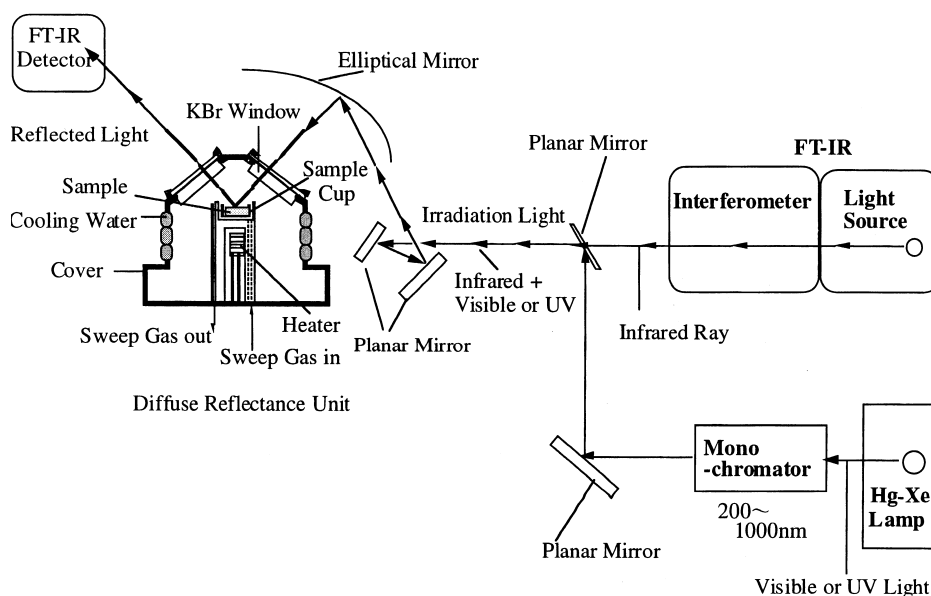 FT-IR
Detector
Elliptical Mirror
KBr Window
Reflected Light
Planar Mirror
FT-IR
Sample
Sample
Cup
Interferometer
Light
Source
Cooling Water
Irradiation Light
Cover
Infrared +
Visible or UV
Infrared Ray
Heater
Sweep Gas out
Planar Mirror
Sweep Gas in
Diffuse Reflectance Unit
Mono
-chromator
Hg-Xe
Lamp
200~
1000nm
Planar Mirror
Visible or UV Light